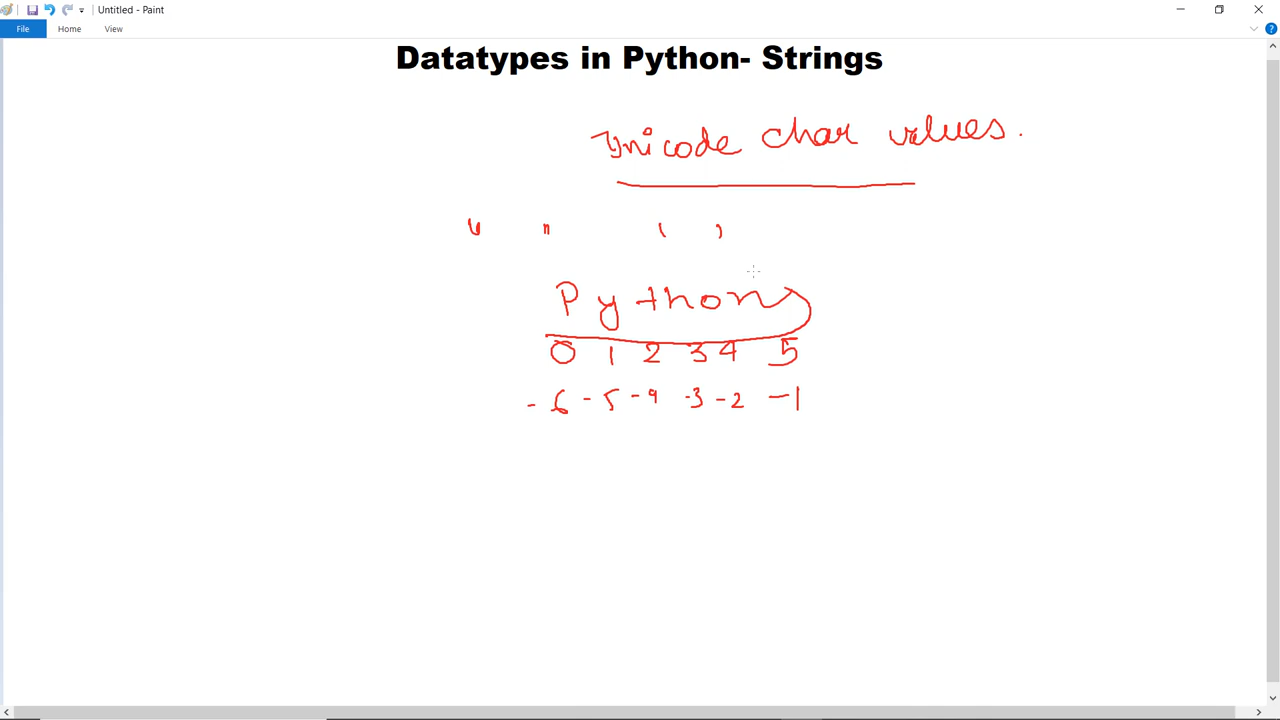 Untitled - Paint
File Home View
Datatypes in Python- Strings
Unicode char values.
" " ' '
Python
0 1 2 3 4 5
-6 -5 -4 -3 -2 -1